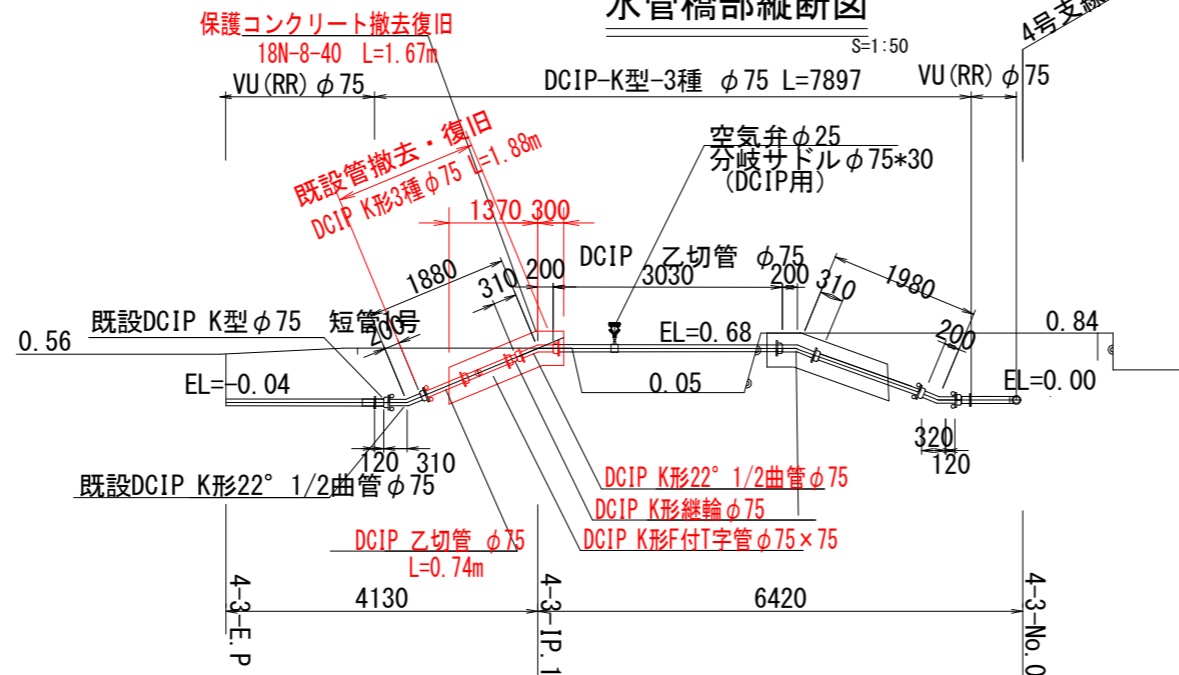 水管橋部縦断図
S=1:50
4号支線
保護コンクリート撤去復旧
18N-8-40 L=1.67m
VU(RR)φ75
DCIP-K型-3種 φ75 L=7897
VU(RR)φ75
空気弁φ25
分岐サドルφ75*30
(DCIP用)
既設管撤去・復旧
DCIP K形3種φ75 L=1.88m
1370
300
1880
310
200
DCIP 乙切管 φ75
3030
200
310
1980
既設DCIP K型φ75 短管1号
200
0.56
EL=0.68
200
0.84
EL=-0.04
0.05
EL=0.00
120
310
320
120
既設DCIP K形22°1/2曲管φ75
DCIP K形22°1/2曲管φ75
DCIP K形継輪φ75
DCIP 乙切管 φ75
L=0.74m
DCIP K形F付T字管φ75×75
4130
6420
4-3-E.P
4-3-IP.1
4-3-No.0